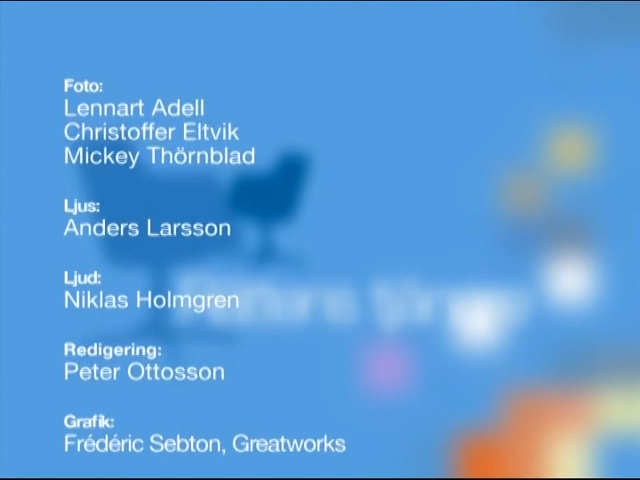 Foto:
Lennart Adell
Christoffer Eltvik
Mickey Thörnblad
Ljus:
Anders Larsson
Ljud:
Niklas Holmgren
Redigering:
Peter Ottosson
Grafik:
Frédéric Sebton, Greatworks